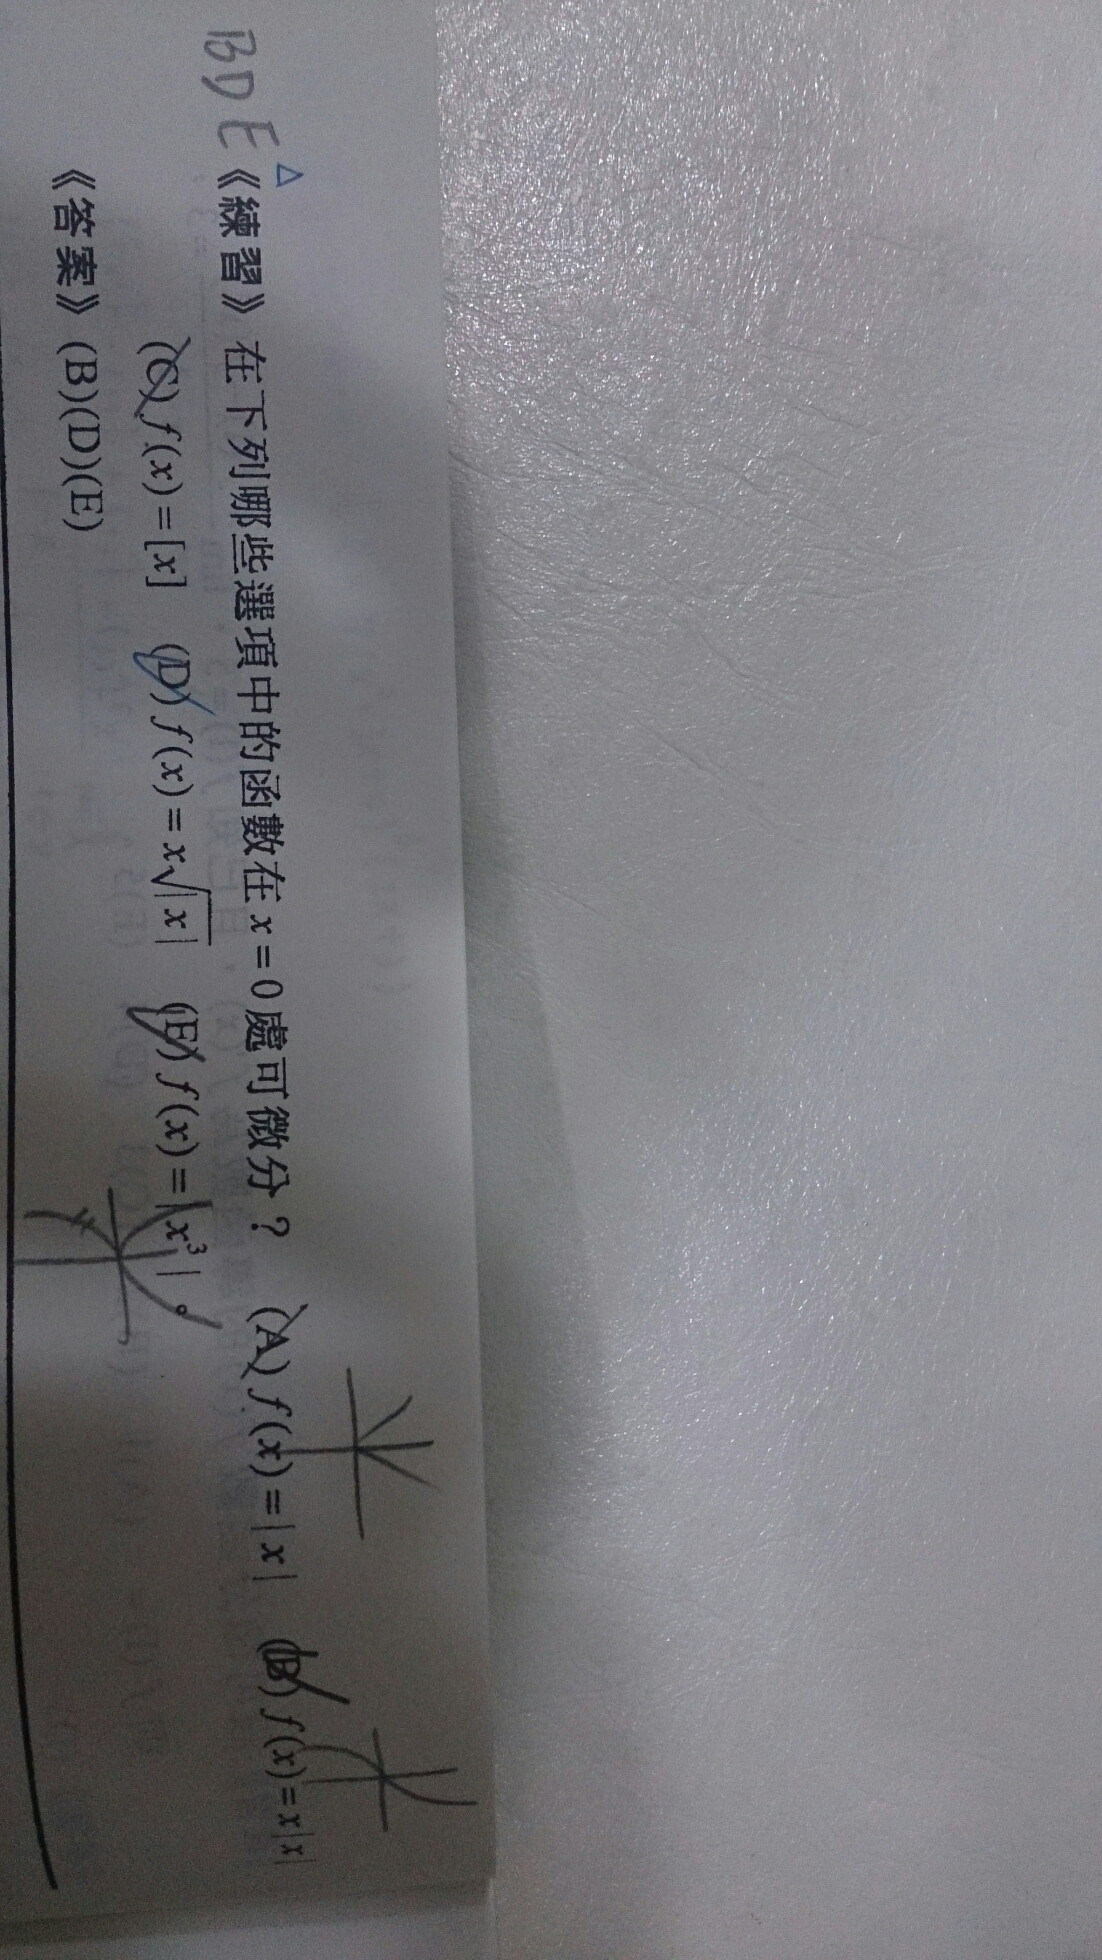 BDE
△
《練習》在下列哪些選項中的函數在 x = 0 處可微分？ (A) f(x) = |x| (B) f(x) = x|x|
(C) f(x) = [x] (D) f(x) = x√|x| (E) f(x) = |x³|。
《答案》(B)(D)(E)